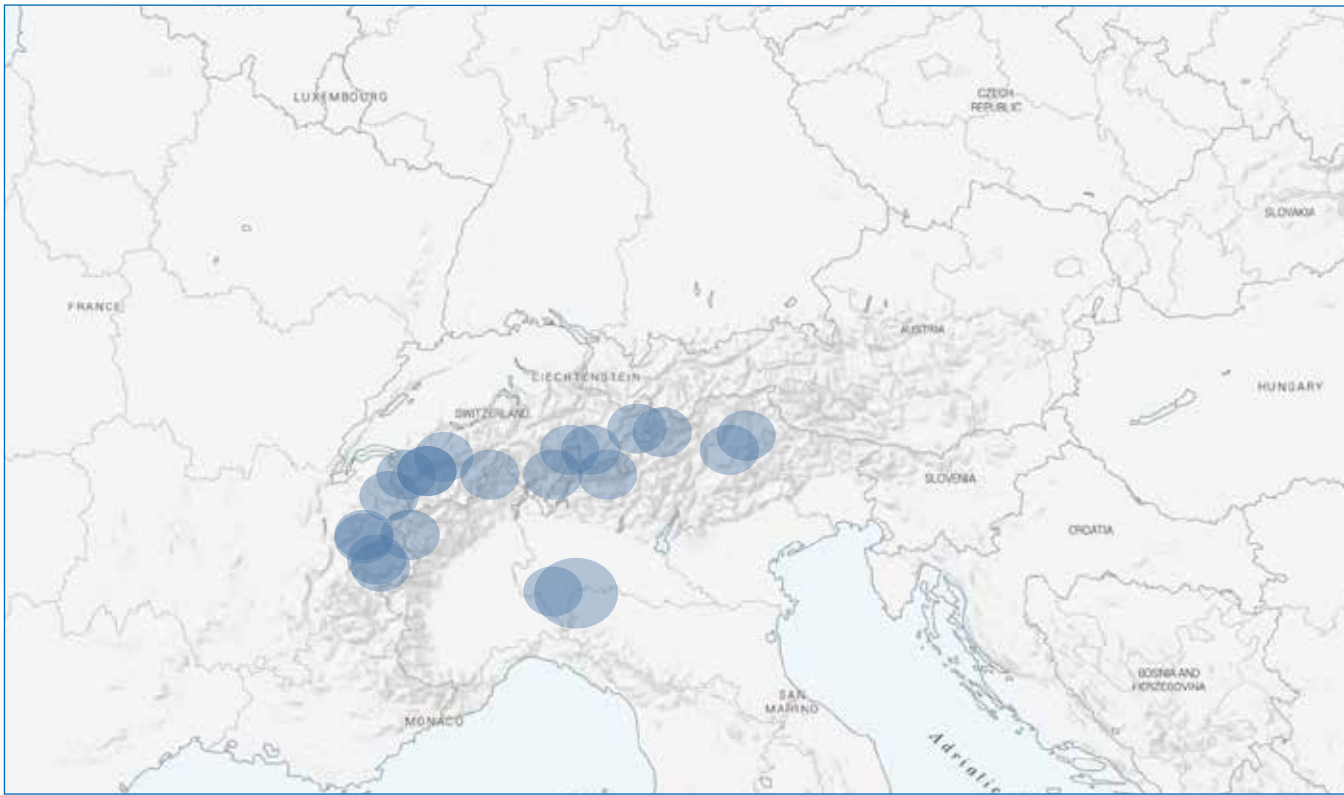 LUXEMBOURG
CZECH
REPUBLIC
SLOVAKIA
FRANCE
AUSTRIA
LIECHTENSTEIN
HUNGARY
SWITZERLAND
SLOVENIA
CROATIA
BOSNIA AND
HERZEGOVINA
SAN
MARINO
MONACO
Adriatic